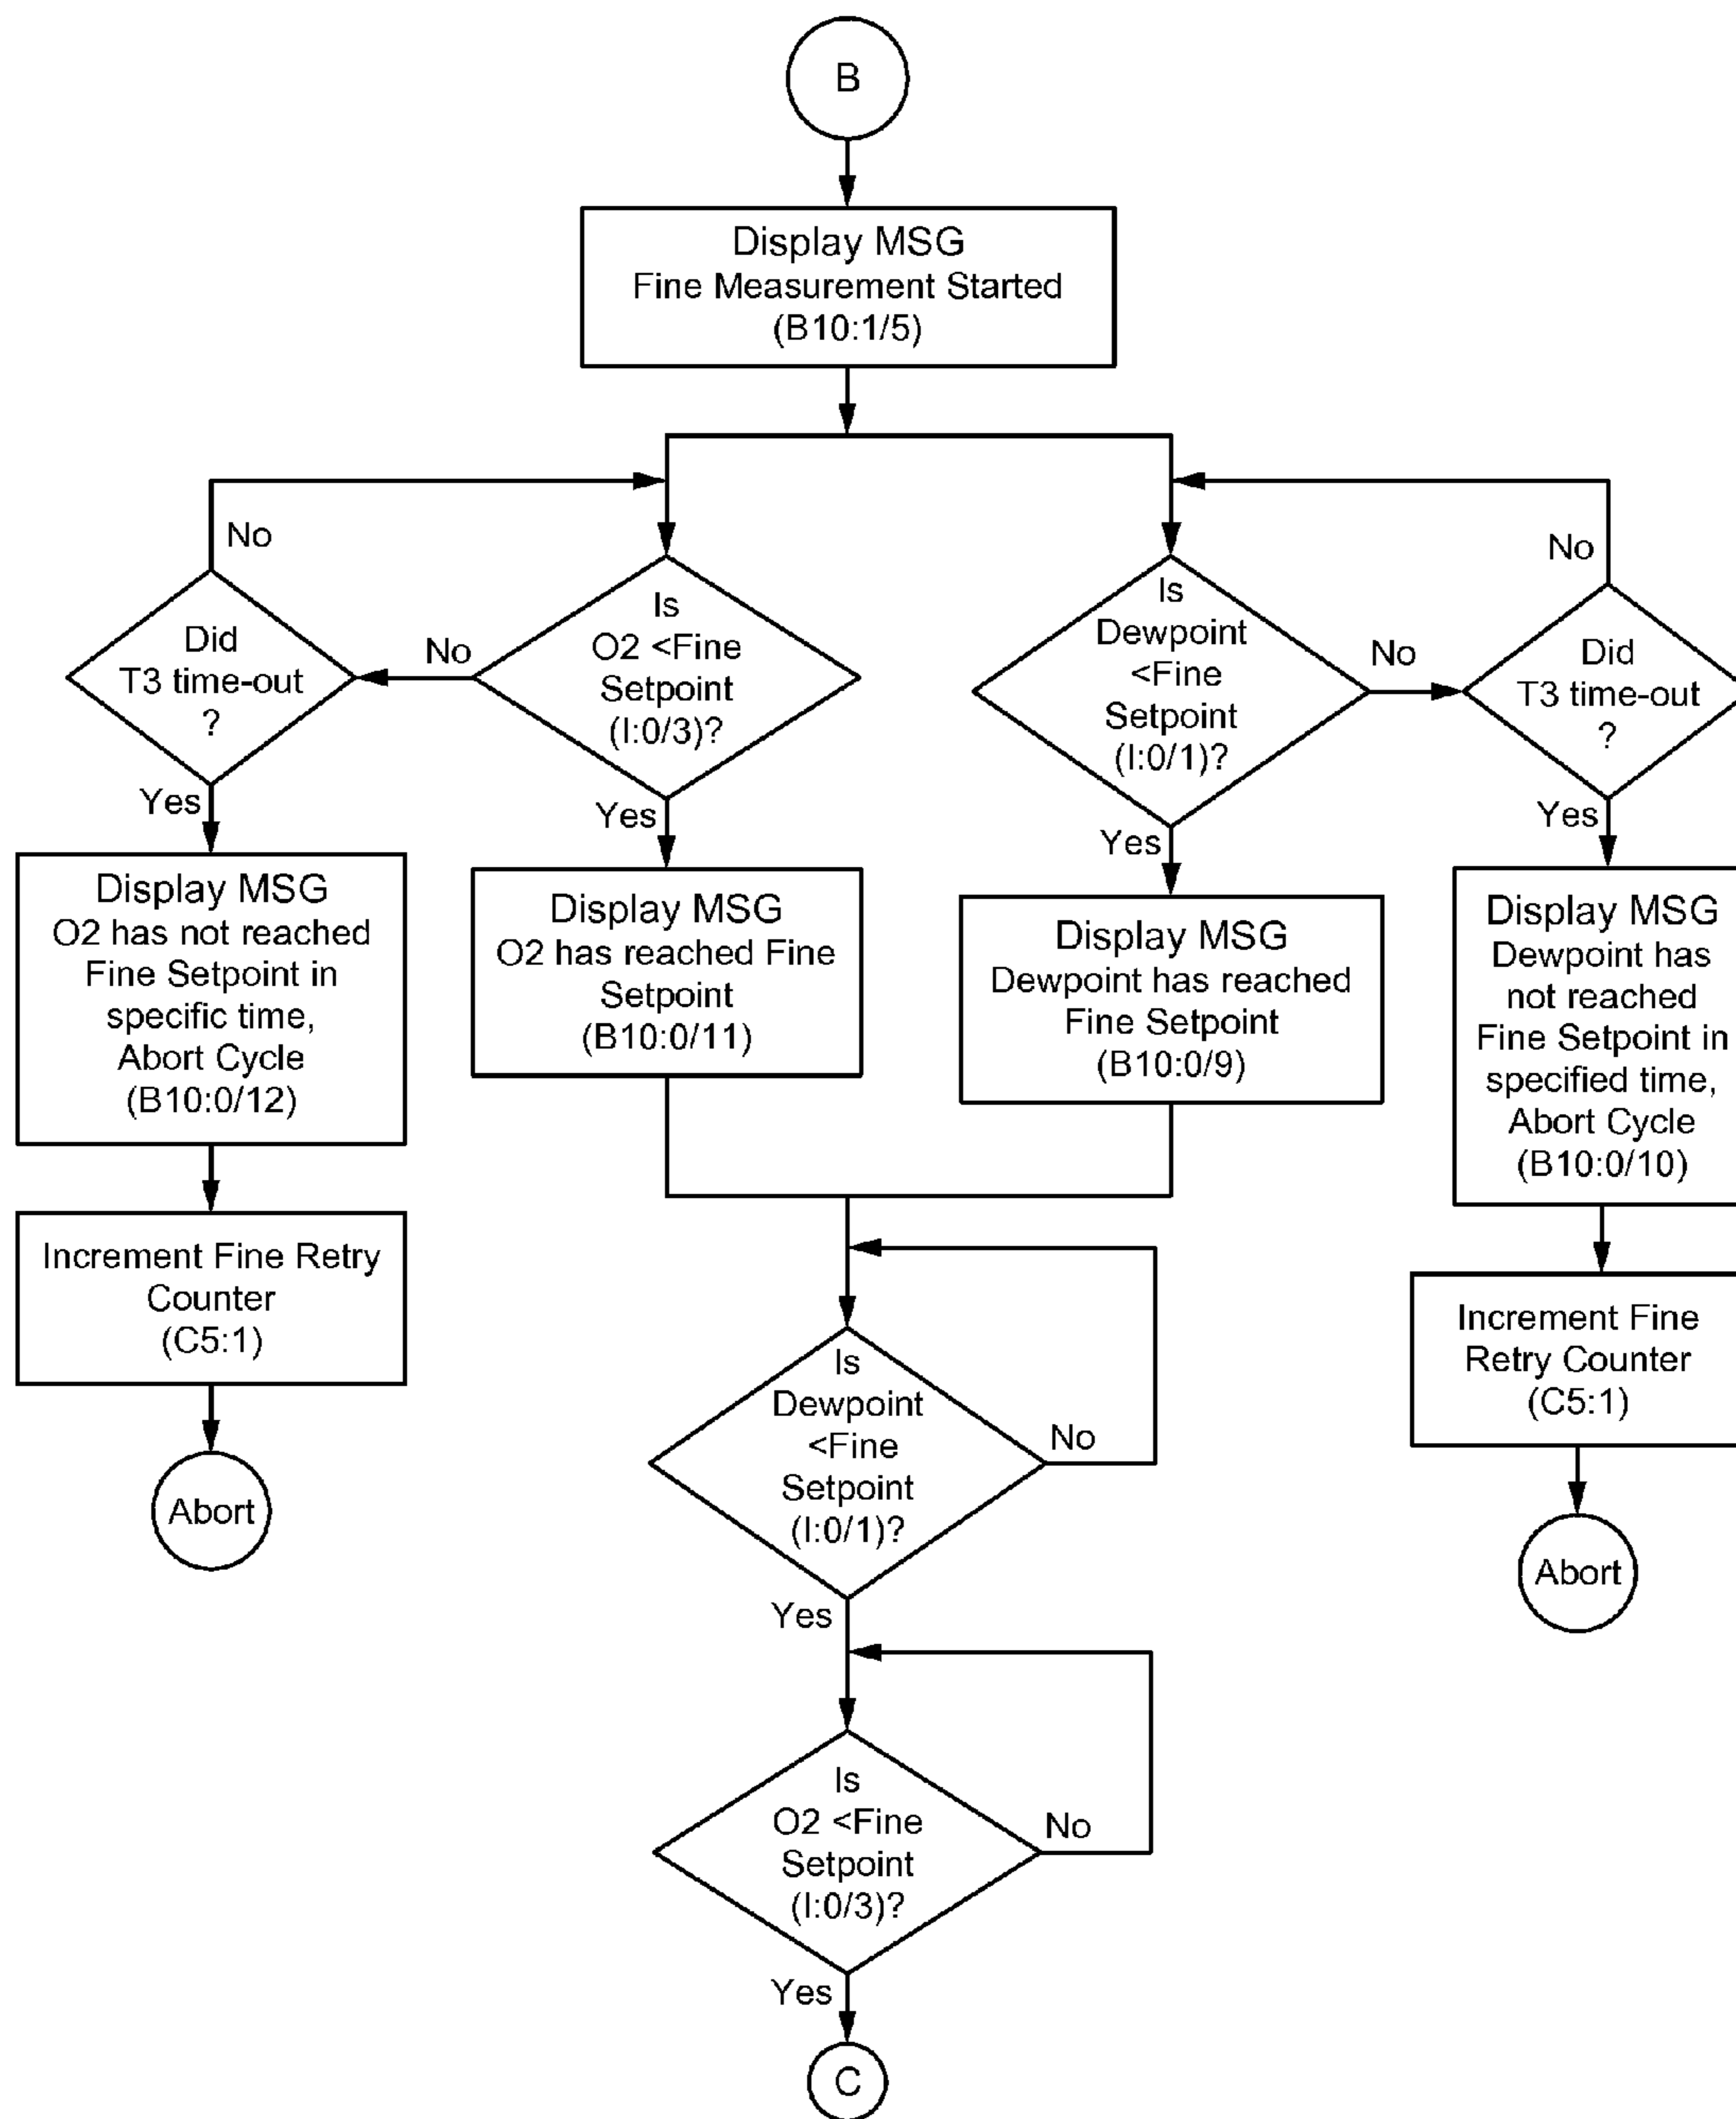 B
Display MSG
Fine Measurement Started
(B10:1/5)
No
Did
T3 time-out
?
No
Is
O2 <Fine
Setpoint
(I:0/3)?
Is
Dewpoint
<Fine
Setpoint
(I:0/1)?
No
No
Did
T3 time-out
?
Yes
Yes
Yes
Yes
Display MSG
O2 has not reached
Fine Setpoint in
specific time,
Abort Cycle
(B10:0/12)
Display MSG
O2 has reached Fine
Setpoint
(B10:0/11)
Display MSG
Dewpoint has reached
Fine Setpoint
(B10:0/9)
Display MSG
Dewpoint has
not reached
Fine Setpoint in
specified time,
Abort Cycle
(B10:0/10)
Increment Fine Retry
Counter
(C5:1)
Increment Fine
Retry Counter
(C5:1)
Abort
Abort
Is
Dewpoint
<Fine
Setpoint
(I:0/1)?
No
Yes
Is
O2 <Fine
Setpoint
(I:0/3)?
No
Yes
C